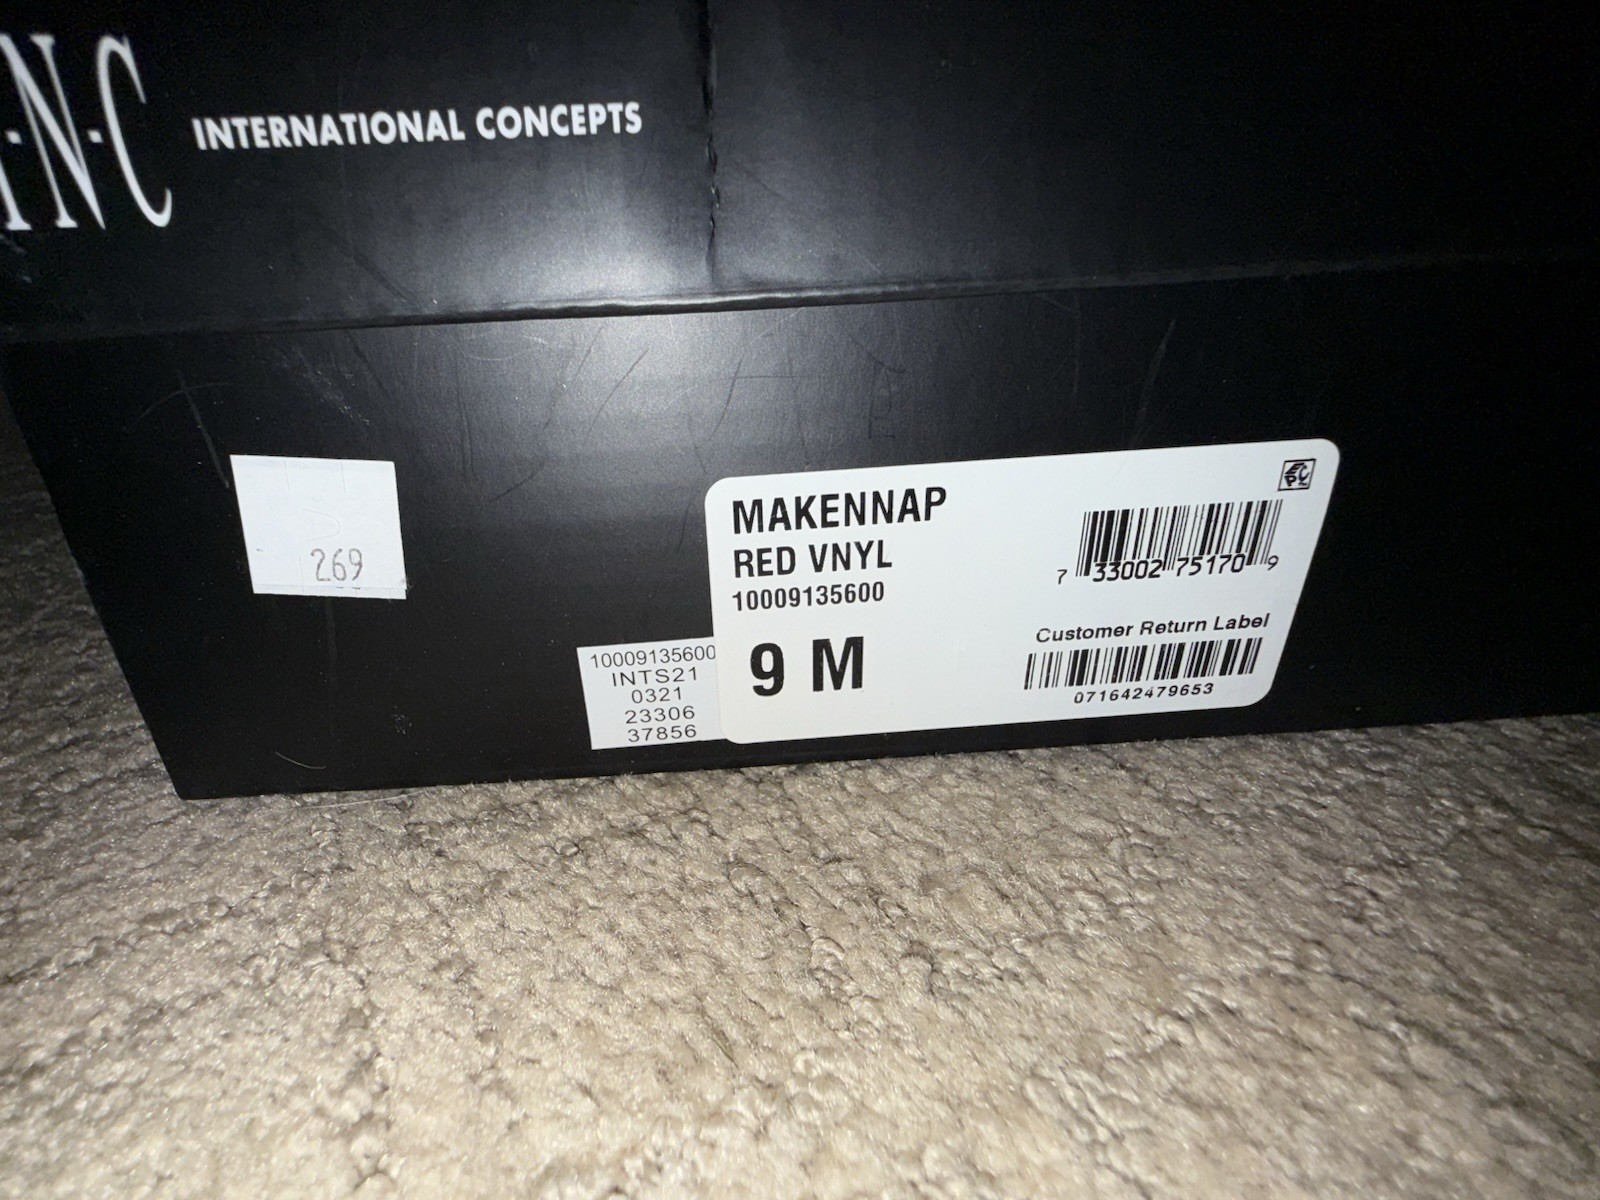 I·N·C INTERNATIONAL CONCEPTS
269
MAKENNAP
RED VNYL
10009135600
9 M
7 33002 75170 9
Customer Return Label
071642479653
10009135600
INTS21
0321
23306
37856
EPC